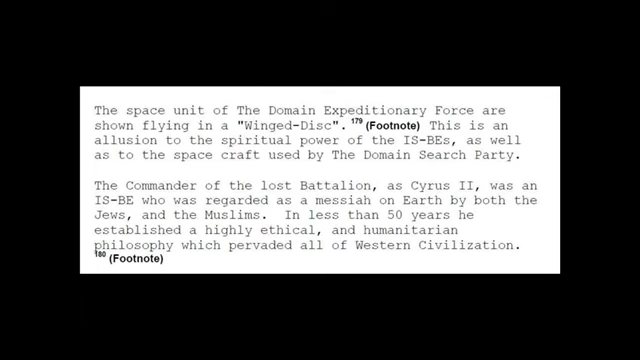 The space unit of The Domain Expeditionary Force are
shown flying in a "Winged-Disc". 179 (Footnote) This is an
allusion to the spiritual power of the IS-BEs, as well
as to the space craft used by The Domain Search Party.
The Commander of the lost Battalion, as Cyrus II, was an
IS-BE who was regarded as a messiah on Earth by both the
Jews, and the Muslims. In less than 50 years he
established a highly ethical, and humanitarian
philosophy which pervaded all of Western Civilization.
180 (Footnote)